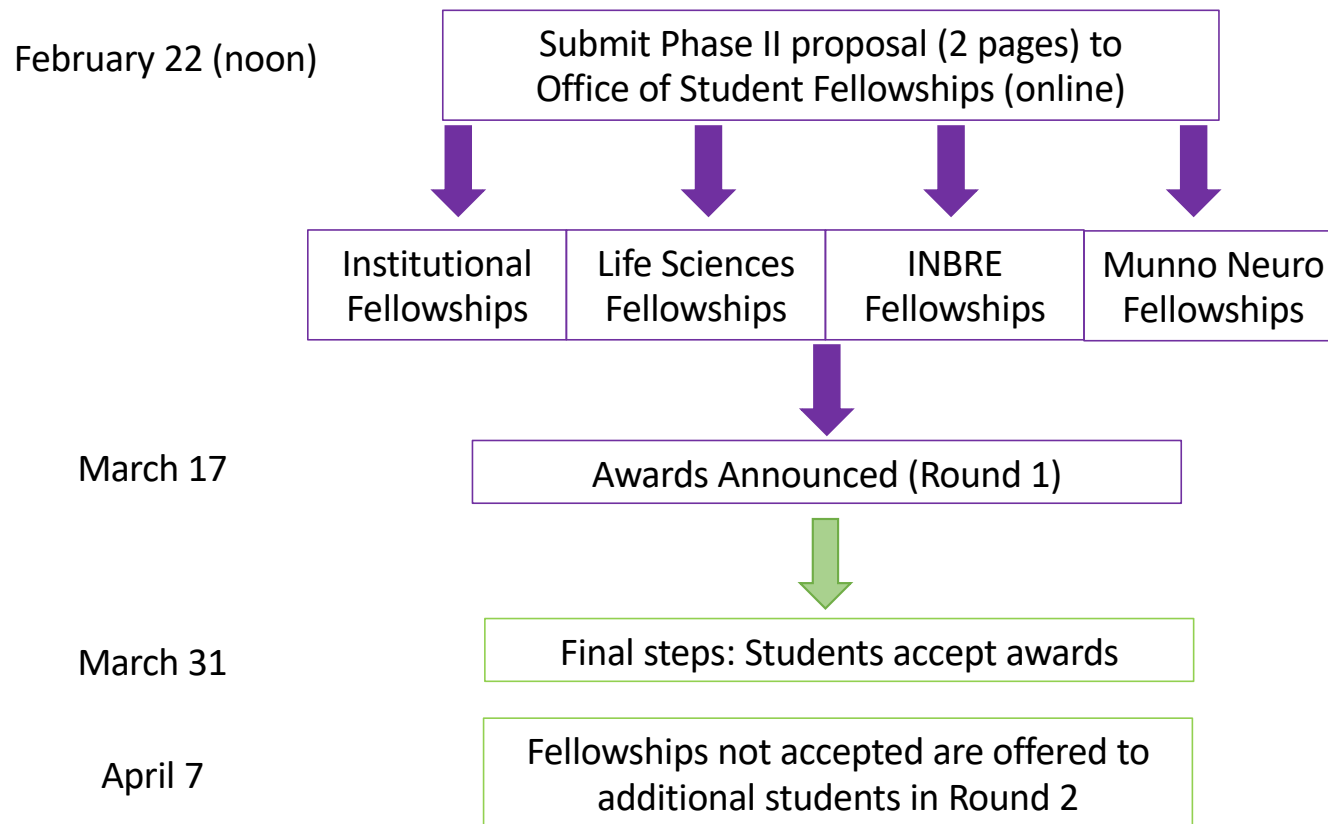 February 22 (noon)
Submit Phase II proposal (2 pages) to
Office of Student Fellowships (online)
Institutional
Fellowships
Life Sciences
Fellowships
INBRE
Fellowships
Munno Neuro
Fellowships
March 17
Awards Announced (Round 1)
March 31
Final steps: Students accept awards
April 7
Fellowships not accepted are offered to
additional students in Round 2